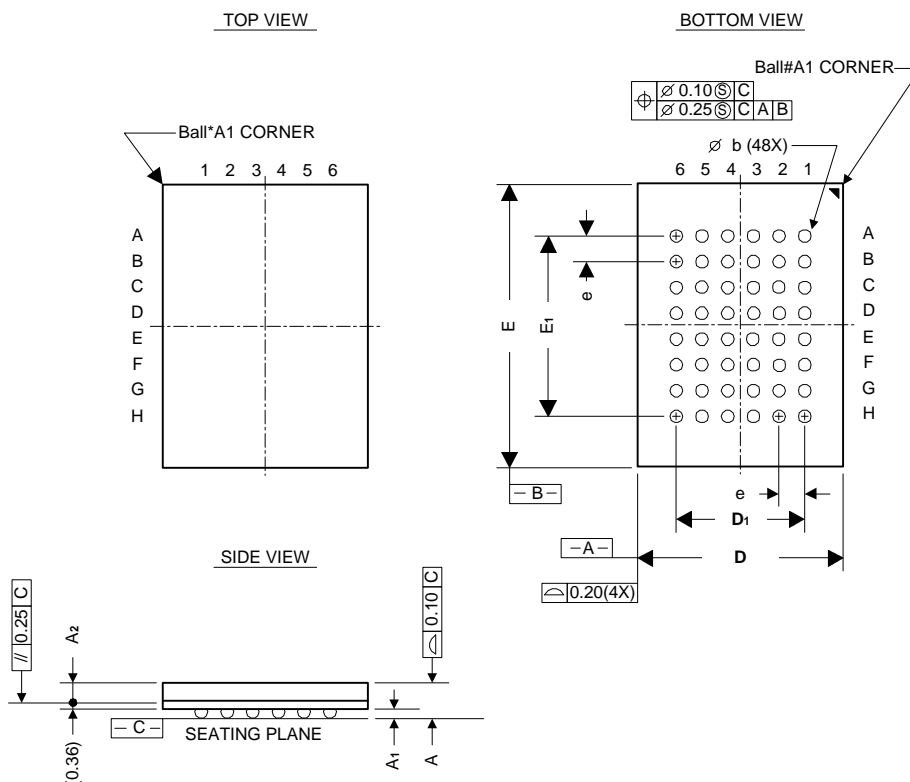 TOP VIEW
BOTTOM VIEW
Ball#A1 CORNER
⌖ ⌀ 0.10 Ⓢ C
⌀ 0.25 Ⓢ C A B
Ball*A1 CORNER
⌀ b (48X)
1 2 3 4 5 6
6 5 4 3 2 1
A
B
C
D
E
F
G
H
A
B
C
D
E
F
G
H
e
E1
E
-B-
e
D1
-A-
D
⌓ 0.20(4X)
SIDE VIEW
// 0.25 C
A2
⌓ 0.10 C
-C-
SEATING PLANE
(0.36)
A1
A